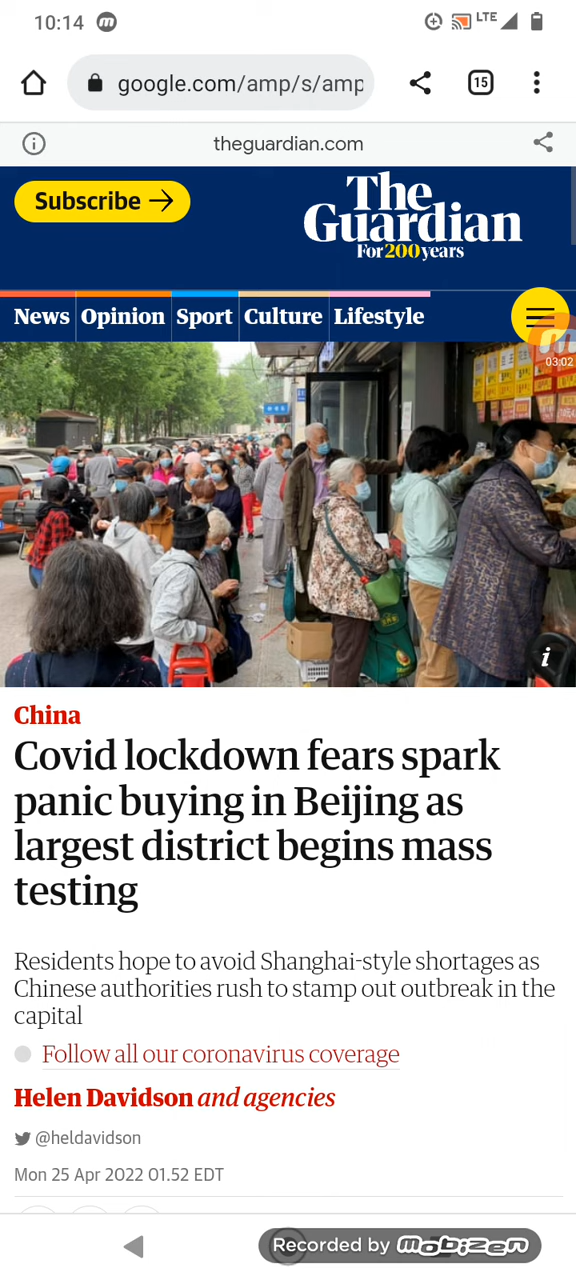 10:14
LTE
google.com/amp/s/amp
15
theguardian.com
Subscribe →
The
Guardian
For 200 years
News Opinion Sport Culture Lifestyle
03:02
i
China
Covid lockdown fears spark
panic buying in Beijing as
largest district begins mass
testing
Residents hope to avoid Shanghai-style shortages as
Chinese authorities rush to stamp out outbreak in the
capital
Follow all our coronavirus coverage
Helen Davidson and agencies
@heldavidson
Mon 25 Apr 2022 01.52 EDT
Recorded by mobizen